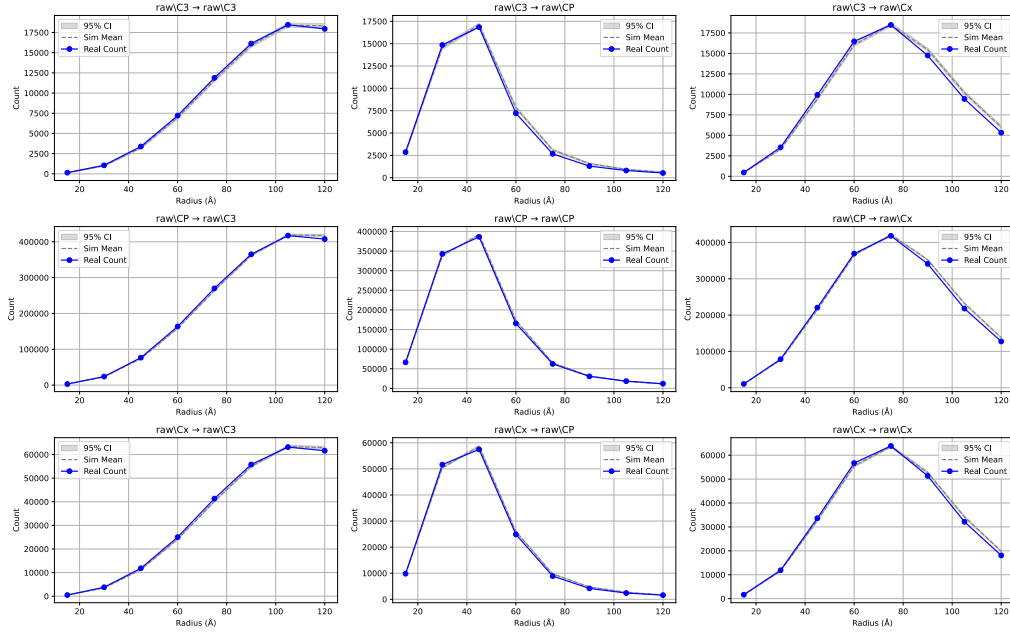 raw\C3 → raw\C3
95% CI
Sim Mean
Real Count
Count
17500
15000
12500
10000
7500
5000
2500
0
20 40 60 80 100 120
Radius (Å)
raw\C3 → raw\CP
95% CI
Sim Mean
Real Count
Count
17500
15000
12500
10000
7500
5000
2500
0
20 40 60 80 100 120
Radius (Å)
raw\C3 → raw\Cx
95% CI
Sim Mean
Real Count
Count
17500
15000
12500
10000
7500
5000
2500
0
20 40 60 80 100 120
Radius (Å)
raw\CP → raw\C3
95% CI
Sim Mean
Real Count
Count
400000
300000
200000
100000
0
20 40 60 80 100 120
Radius (Å)
raw\CP → raw\CP
95% CI
Sim Mean
Real Count
Count
400000
350000
300000
250000
200000
150000
100000
50000
0
20 40 60 80 100 120
Radius (Å)
raw\CP → raw\Cx
95% CI
Sim Mean
Real Count
Count
400000
300000
200000
100000
0
20 40 60 80 100 120
Radius (Å)
raw\Cx → raw\C3
95% CI
Sim Mean
Real Count
Count
60000
50000
40000
30000
20000
10000
0
20 40 60 80 100 120
Radius (Å)
raw\Cx → raw\CP
95% CI
Sim Mean
Real Count
Count
60000
50000
40000
30000
20000
10000
0
20 40 60 80 100 120
Radius (Å)
raw\Cx → raw\Cx
95% CI
Sim Mean
Real Count
Count
60000
50000
40000
30000
20000
10000
0
20 40 60 80 100 120
Radius (Å)